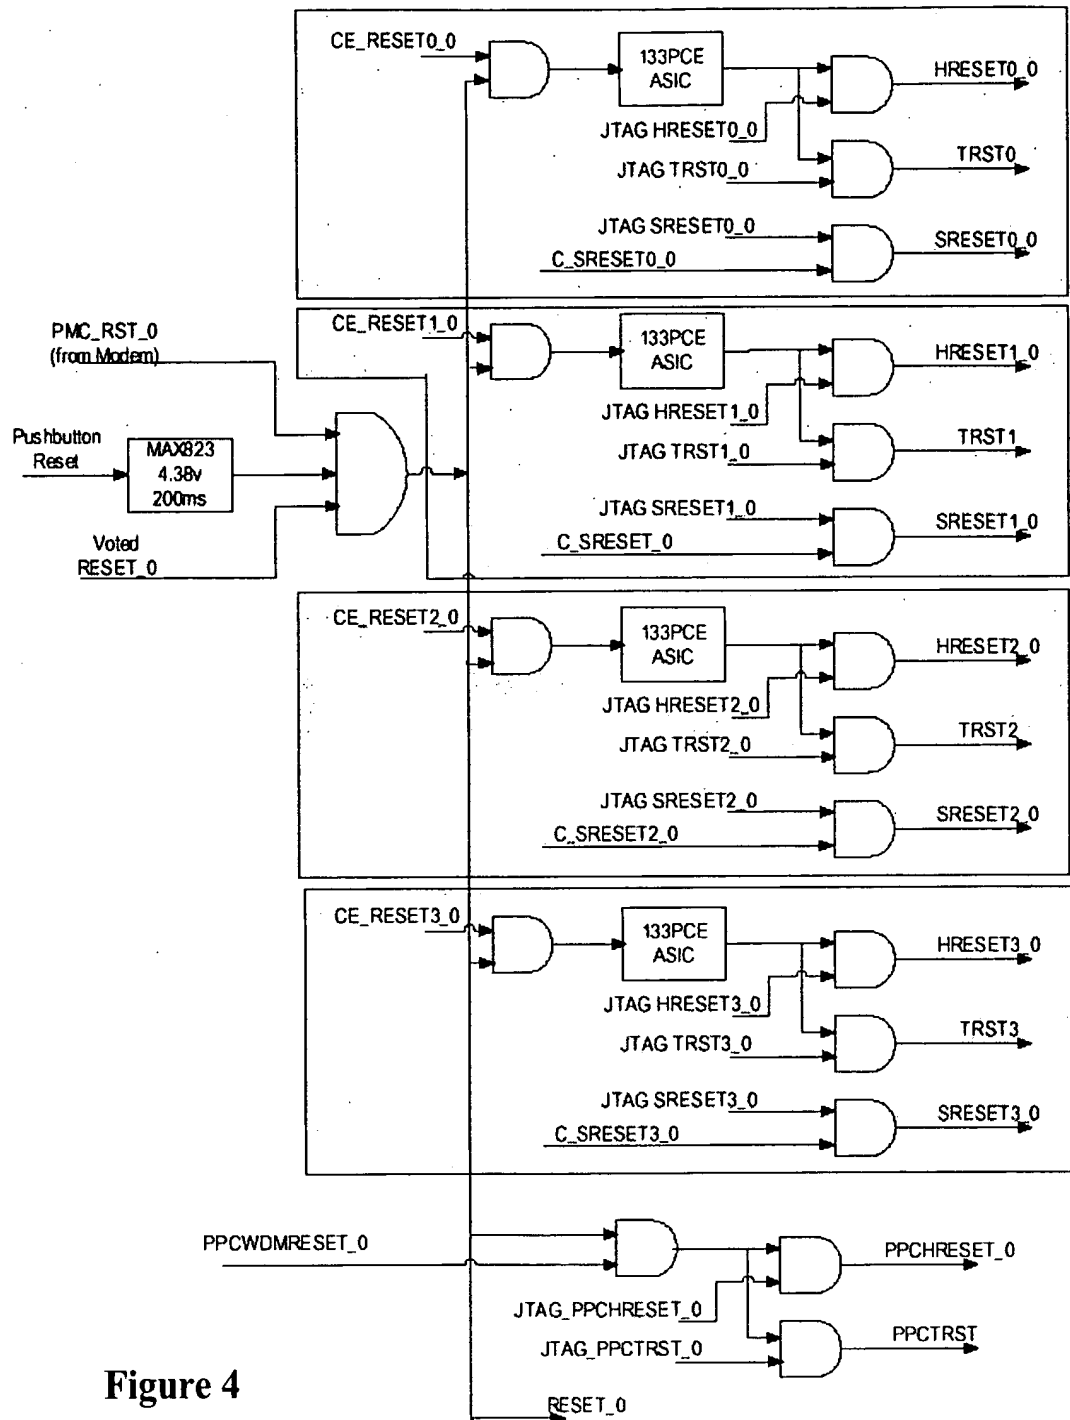 CE_RESET0_0
133PCE
ASIC
HRESET0_0
JTAG HRESET0_0
TRST0
JTAG TRST0_0
JTAG SRESET0_0
SRESET0_0
C_SRESET0_0
PMC_RST_0
(from Modem)
CE_RESET1_0
133PCE
ASIC
HRESET1_0
JTAG HRESET1_0
Pushbutton
Reset
MAX823
4.38v
200ms
TRST1
JTAG TRST1_0
JTAG SRESET1_0
SRESET1_0
C_SRESET_0
Voted
RESET_0
CE_RESET2_0
133PCE
ASIC
HRESET2_0
JTAG HRESET2_0
TRST2
JTAG TRST2_0
JTAG SRESET2_0
SRESET2_0
C_SRESET2_0
CE_RESET3_0
133PCE
ASIC
HRESET3_0
JTAG HRESET3_0
TRST3
JTAG TRST3_0
JTAG SRESET3_0
SRESET3_0
C_SRESET3_0
PPCWDMRESET_0
PPCHRESET_0
JTAG_PPCHRESET_0
PPCTRST
JTAG_PPCTRST_0
Figure 4
RESET_0